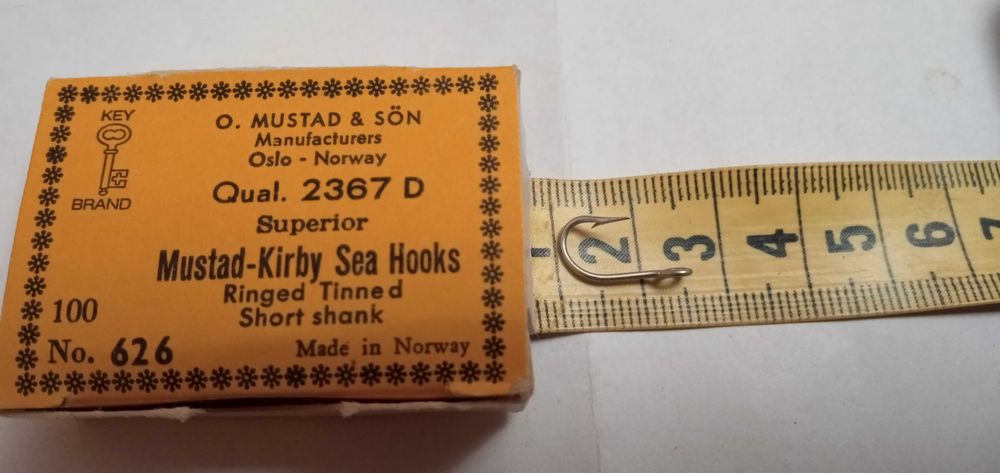 KEY
BRAND
O. MUSTAD & SÖN
Manufacturers
Oslo - Norway
Qual. 2367 D
Superior
Mustad-Kirby Sea Hooks
Ringed Tinned
Short shank
100
No. 626
Made in Norway
1 2 3 4 5 6 7